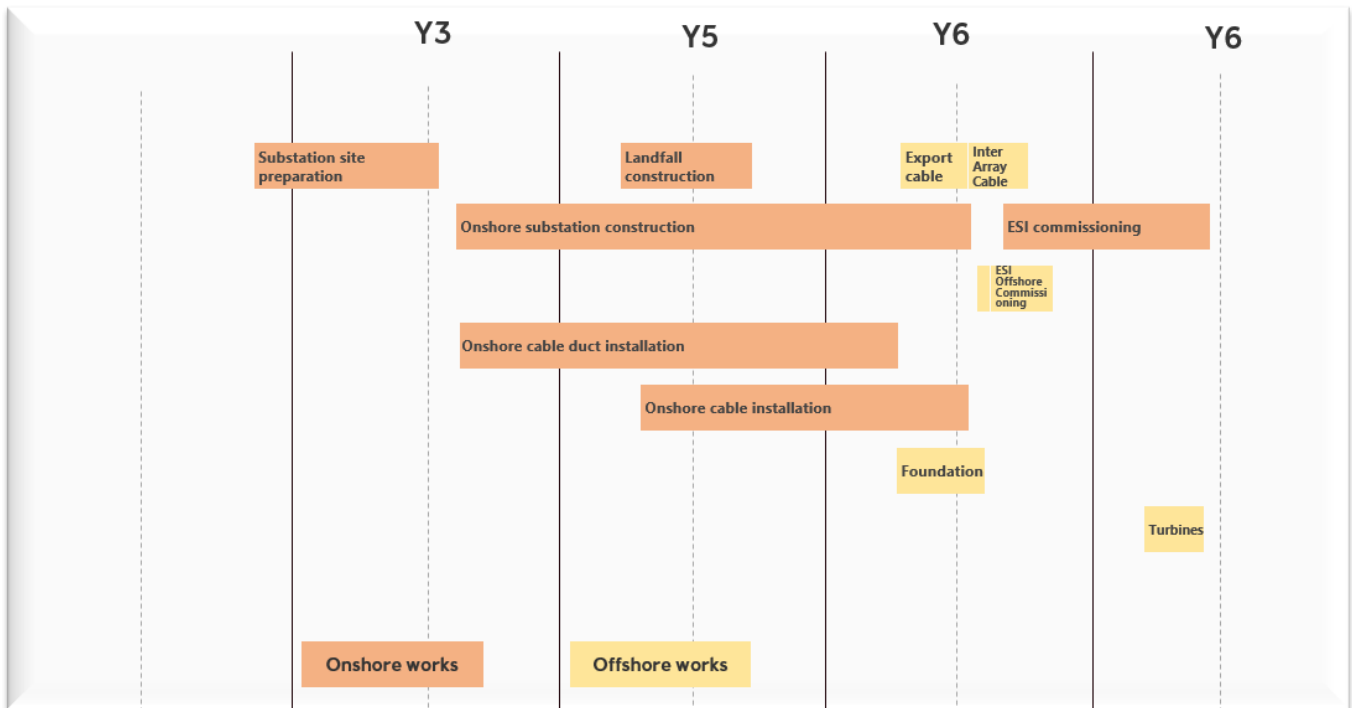 Y3
Y5
Y6
Y6
Substation site
preparation
Landfall
construction
Export
cable
Inter
Array
Cable
Onshore substation construction
ESI commissioning
ESI
Offshore
Commissi
oning
Onshore cable duct installation
Onshore cable installation
Foundation
Turbines
Onshore works
Offshore works